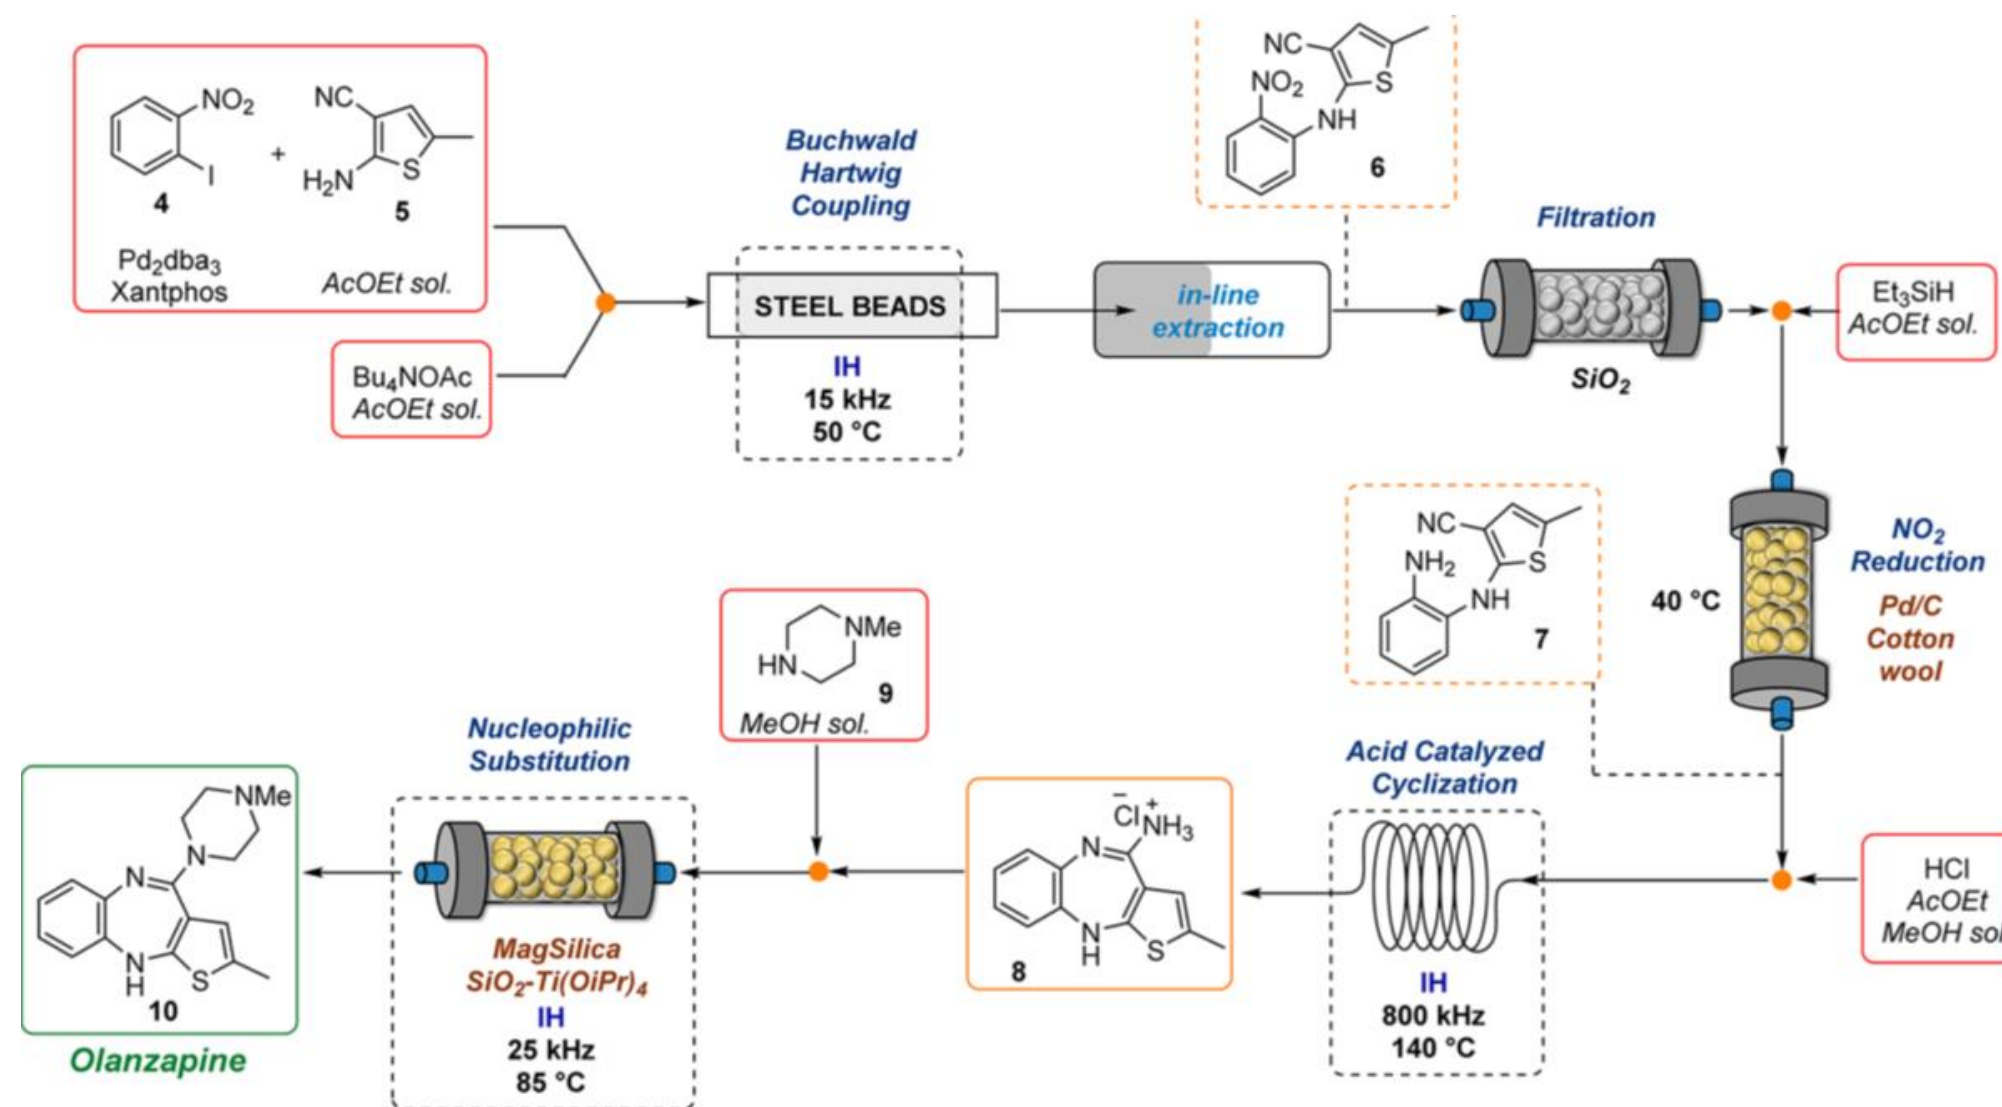 NO2
I
4
+
NC
H2N
S
5
Pd2dba3
Xantphos
AcOEt sol.
Bu4NOAc
AcOEt sol.
Buchwald
Hartwig
Coupling
STEEL BEADS
IH
15 kHz
50 °C
in-line
extraction
NC
NO2
S
NH
6
Filtration
SiO2
Et3SiH
AcOEt sol.
NO2
Reduction
Pd/C
Cotton
wool
40 °C
NC
NH2
S
NH
7
HCl
AcOEt
MeOH sol
Acid Catalyzed
Cyclization
IH
800 kHz
140 °C
− +
Cl NH3
N
N
H
S
8
NMe
HN
9
MeOH sol.
Nucleophilic
Substitution
MagSilica
SiO2-Ti(OiPr)4
IH
25 kHz
85 °C
NMe
N
N
N
H
S
10
Olanzapine